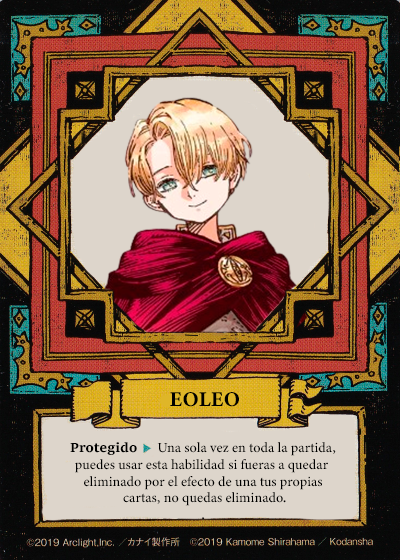 EOLEO
Protegido ▶ Una sola vez en toda la partida,
puedes usar esta habilidad si fueras a quedar
eliminado por el efecto de una tus propias
cartas, no quedas eliminado.
©2019 Arclight,Inc. ／カナイ製作所 ©2019 Kamome Shirahama ／ Kodansha